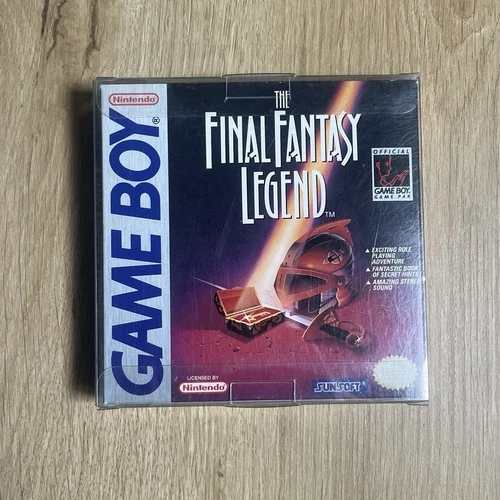 Nintendo
GAME BOY®
THE
FINAL FANTASY
LEGEND™
OFFICIAL
GAME BOY
GAME PAK
▲ EXCITING ROLE
PLAYING
ADVENTURE
▲ FANTASTIC BOOK
OF SECRET HINTS
▲ AMAZING STEREO
SOUND
LICENSED BY
Nintendo
SUNSOFT